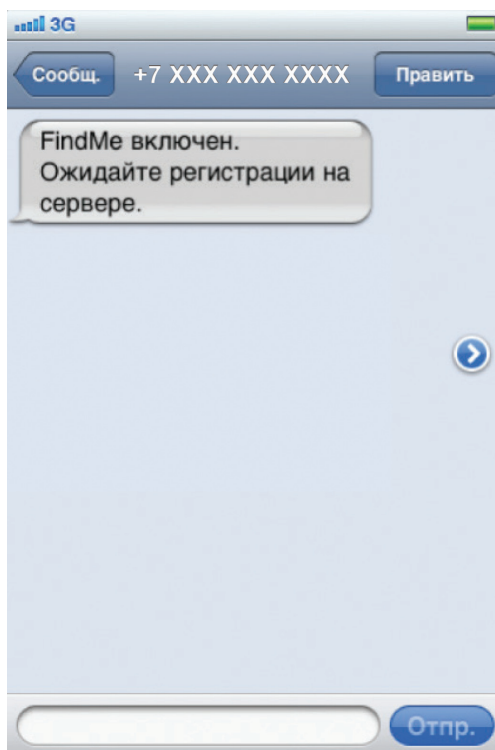 3G
Сообщ.
+7 XXX XXX XXXX
Править
FindMe включен.
Ожидайте регистрации на
сервере.
Отпр.